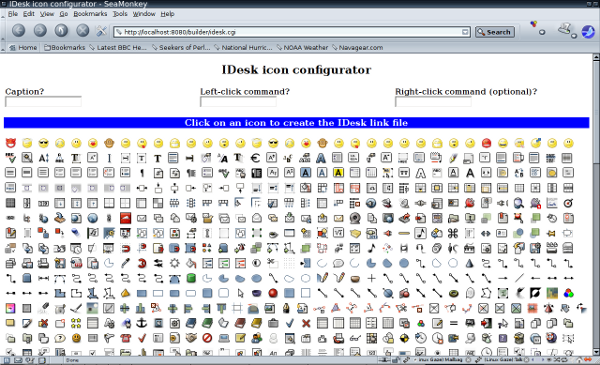 IDesk icon configurator - SeaMonkey
File Edit View Go Bookmarks Tools Window Help
http://localhost:8080/builder/idesk.cgi
Search
Home Bookmarks Latest BBC He... Seekers of Perf... National Hurric... NOAA Weather Navagear.com
IDesk icon configurator
Caption? Left-click command? Right-click command (optional)?
Click on an icon to create the IDesk link file
Done